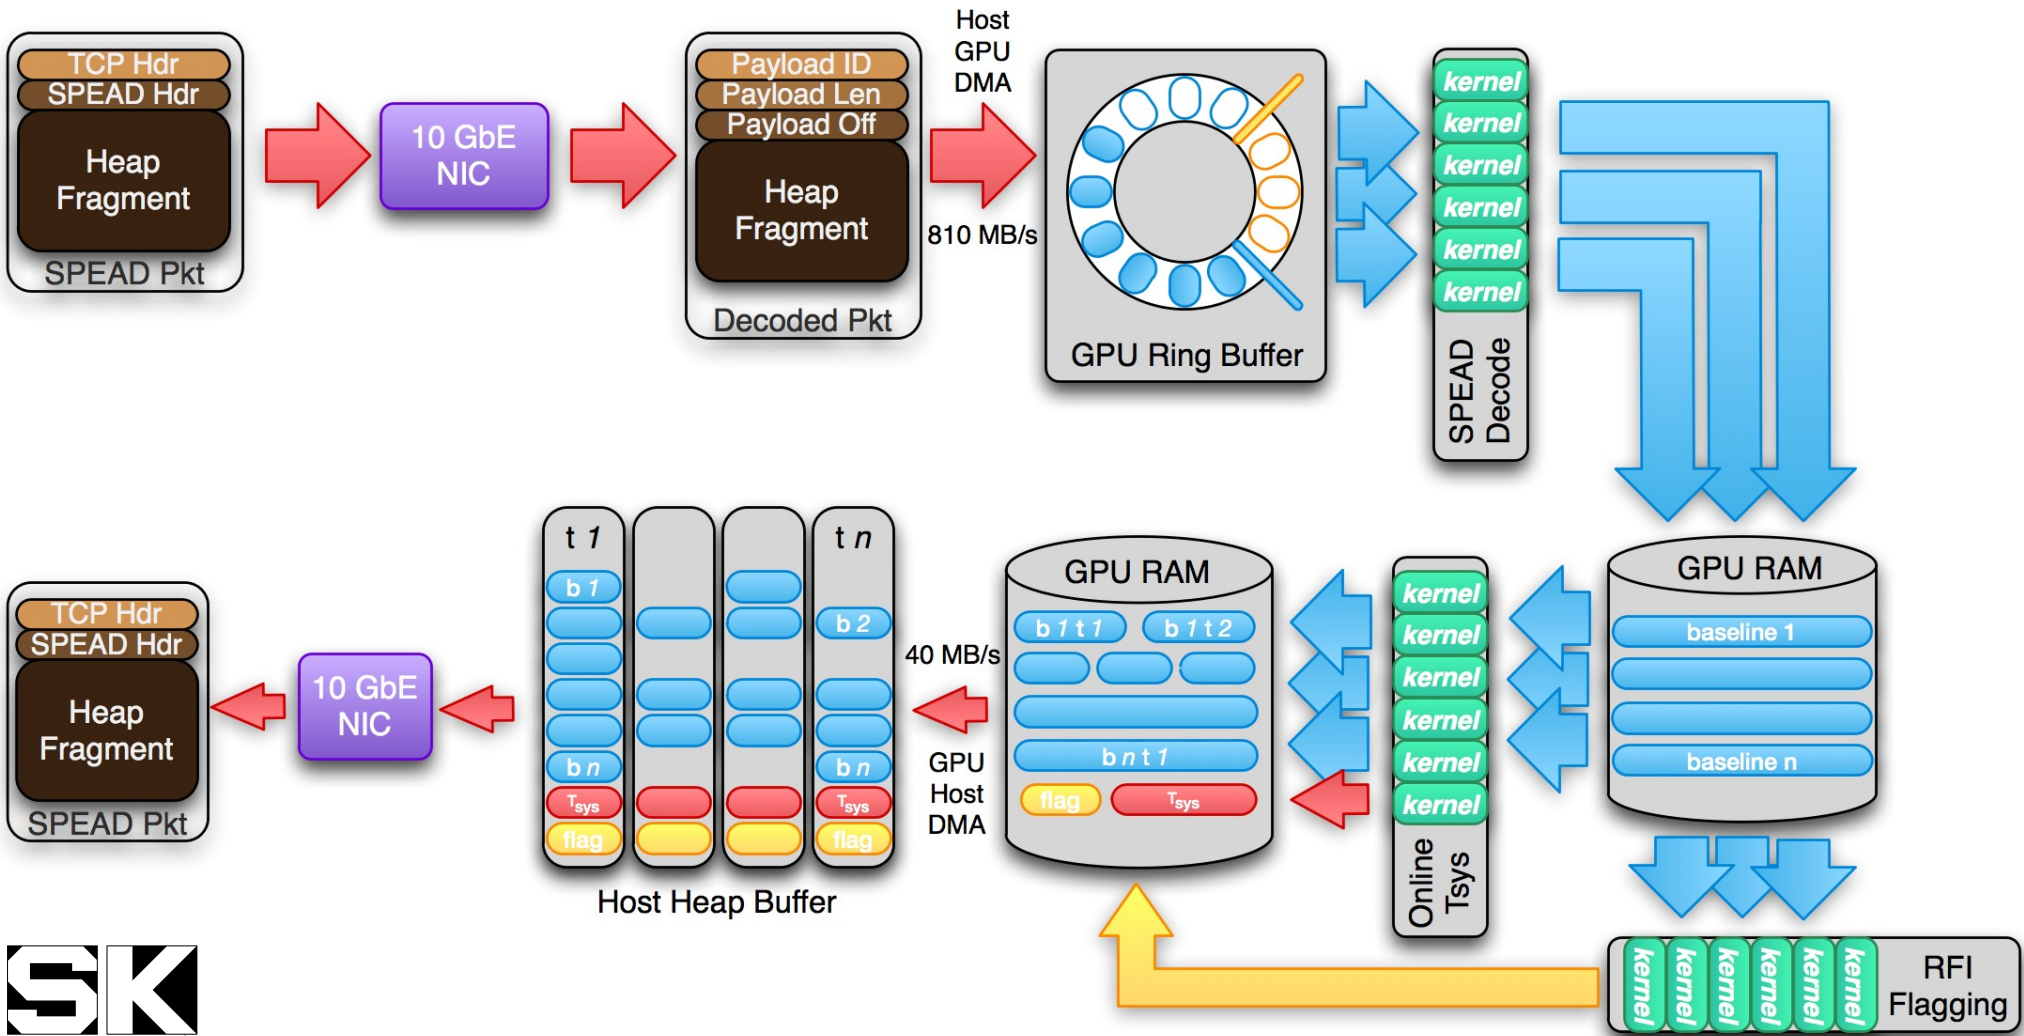 TCP Hdr
SPEAD Hdr
Heap
Fragment
SPEAD Pkt
10 GbE
NIC
Payload ID
Payload Len
Payload Off
Heap
Fragment
Decoded Pkt
Host
GPU
DMA
810 MB/s
GPU Ring Buffer
kernel
kernel
kernel
kernel
kernel
kernel
SPEAD
Decode
GPU RAM
baseline 1
baseline n
kernel
kernel
kernel
kernel
kernel
kernel
RFI
Flagging
kernel
kernel
kernel
kernel
kernel
kernel
Online
Tsys
GPU RAM
b 1 t 1
b 1 t 2
b n t 1
flag
Tsys
40 MB/s
GPU
Host
DMA
t 1
b 1
b n
Tsys
flag
t n
b 2
b n
Tsys
flag
Host Heap Buffer
10 GbE
NIC
TCP Hdr
SPEAD Hdr
Heap
Fragment
SPEAD Pkt
SK